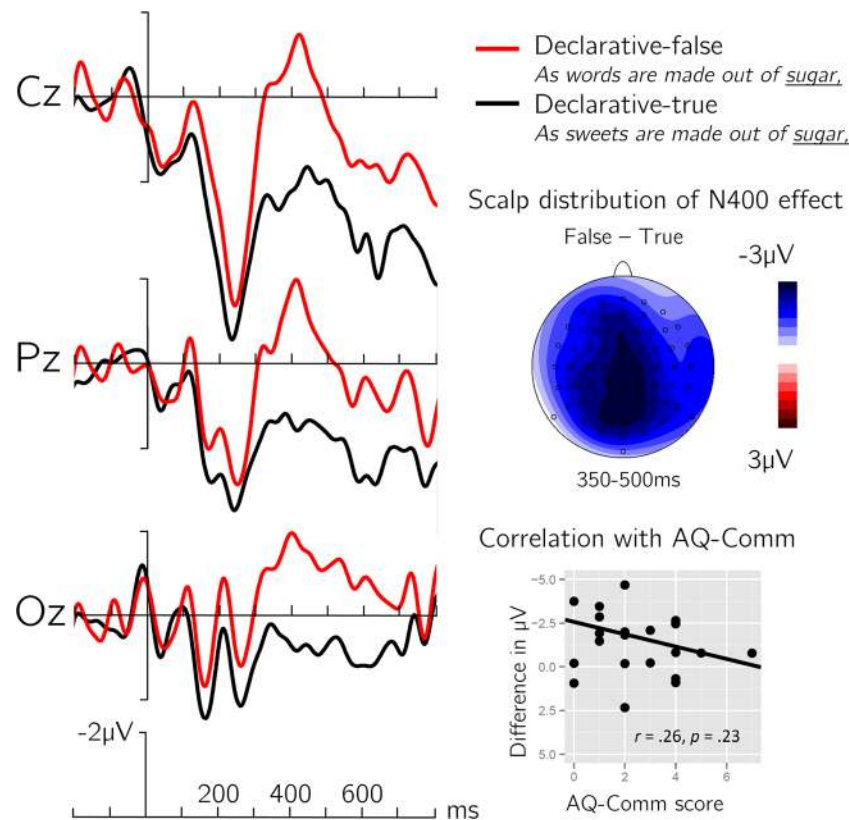 Cz
Pz
Oz
-2µV
200 400 600 ms
Declarative-false
As words are made out of sugar,
Declarative-true
As sweets are made out of sugar,
Scalp distribution of N400 effect
False – True
-3µV
3µV
350-500ms
Correlation with AQ-Comm
Difference in µV
-5.0
-2.5
0.0
2.5
5.0
r = .26, p = .23
0 2 4 6
AQ-Comm score